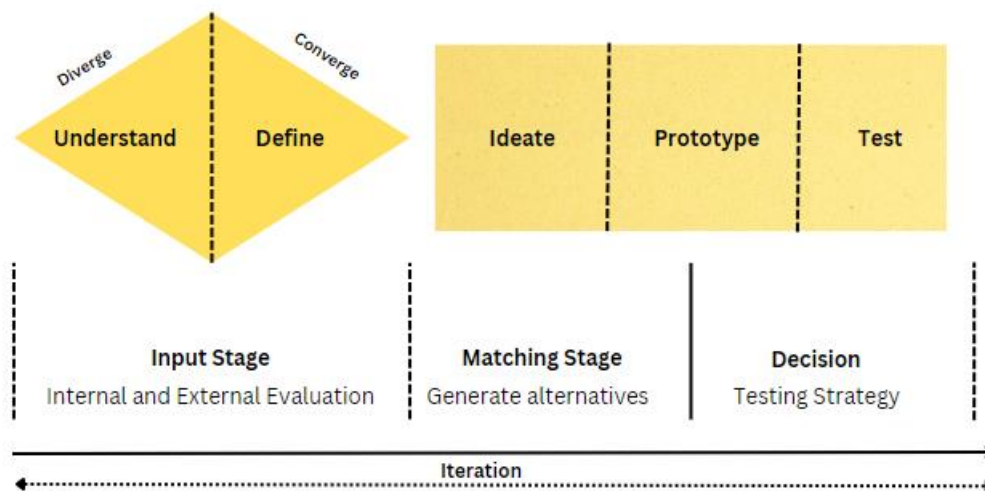 Diverge
Converge
Understand
Define
Ideate
Prototype
Test
Input Stage
Internal and External Evaluation
Matching Stage
Generate alternatives
Decision
Testing Strategy
Iteration